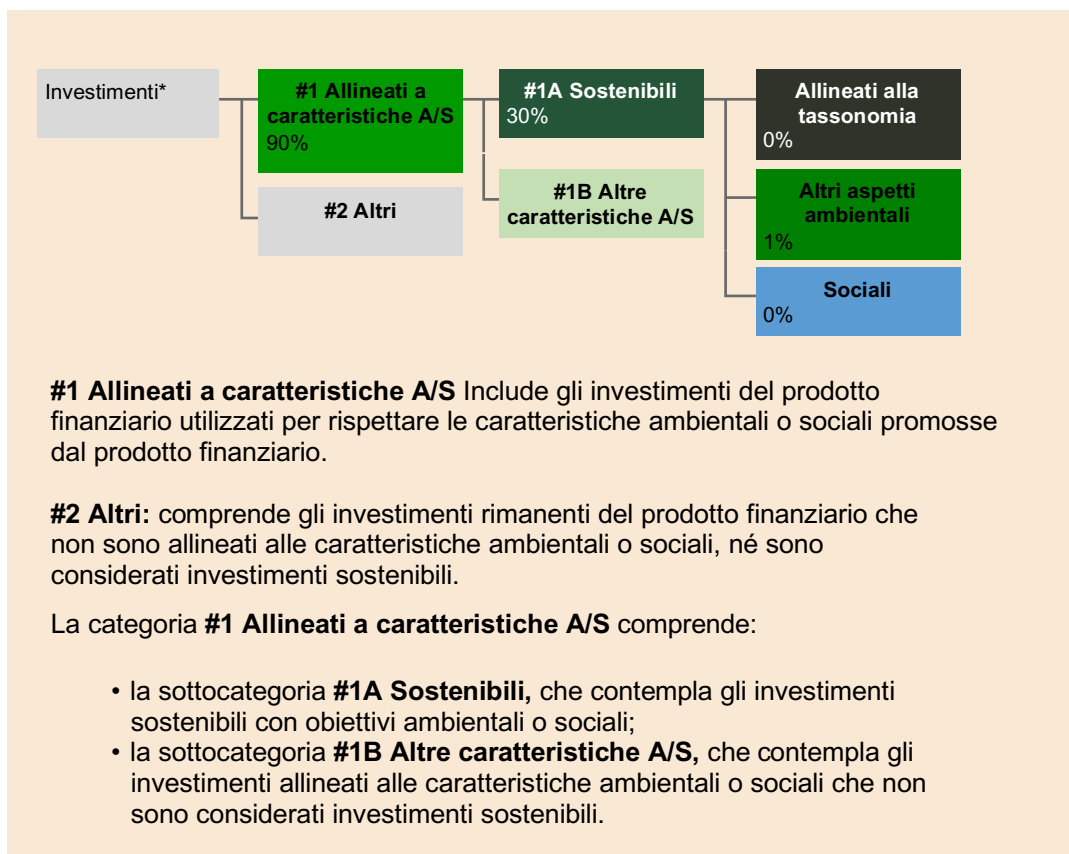 Investimenti*
#1 Allineati a
caratteristiche A/S
90%
#2 Altri
#1A Sostenibili
30%
#1B Altre
caratteristiche A/S
Allineati alla
tassonomia
0%
Altri aspetti
ambientali
1%
Sociali
0%
#1 Allineati a caratteristiche A/S Include gli investimenti del prodotto
finanziario utilizzati per rispettare le caratteristiche ambientali o sociali promosse
dal prodotto finanziario.
#2 Altri: comprende gli investimenti rimanenti del prodotto finanziario che
non sono allineati alle caratteristiche ambientali o sociali, né sono
considerati investimenti sostenibili.
La categoria #1 Allineati a caratteristiche A/S comprende:
• la sottocategoria #1A Sostenibili, che contempla gli investimenti
sostenibili con obiettivi ambientali o sociali;
• la sottocategoria #1B Altre caratteristiche A/S, che contempla gli
investimenti allineati alle caratteristiche ambientali o sociali che non
sono considerati investimenti sostenibili.